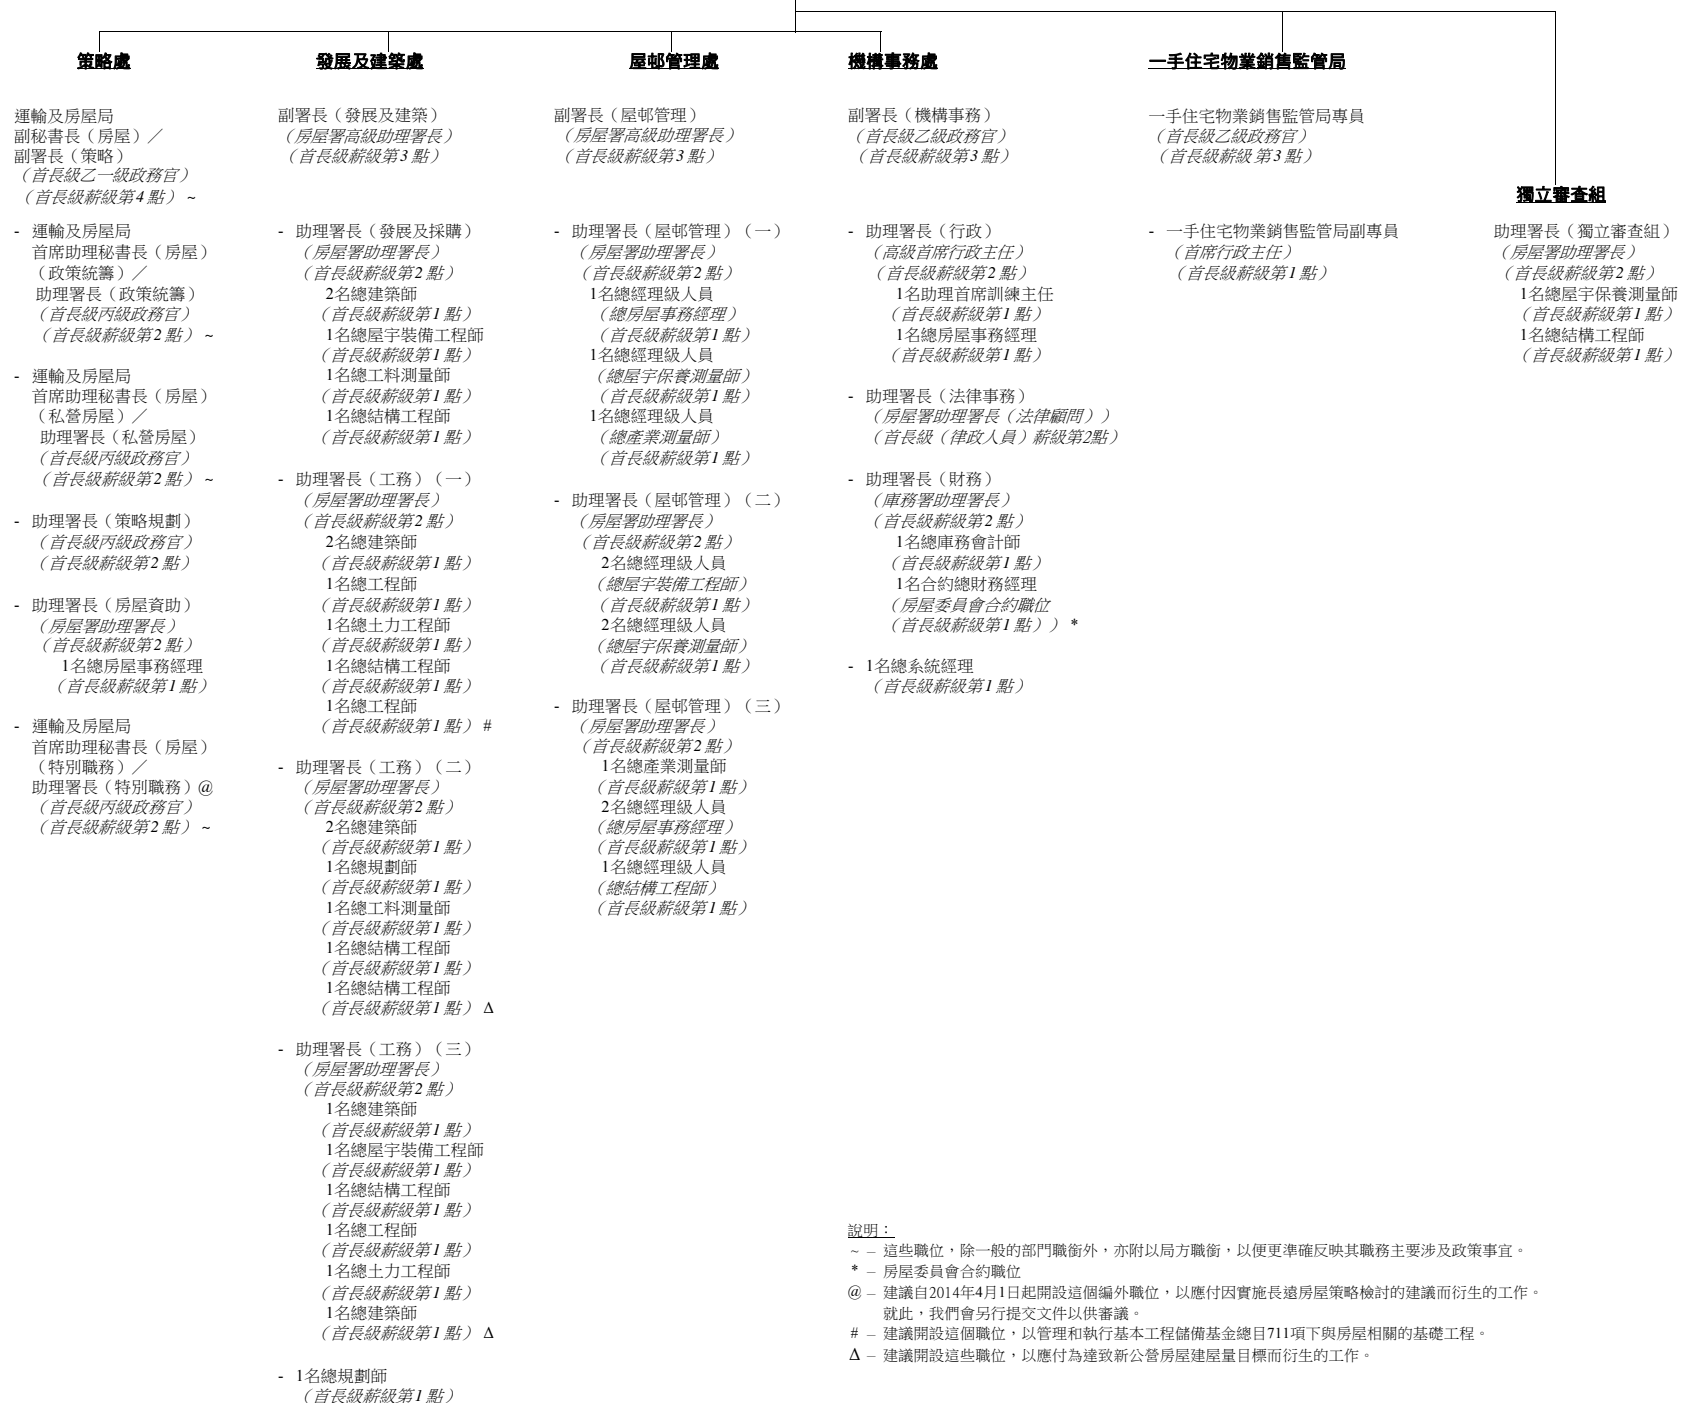 策略處
運輸及房屋局
副秘書長（房屋）／
副署長（策略）
（首長級乙一級政務官）
（首長級薪級第4點）~
- 運輸及房屋局
首席助理秘書長（房屋）
（政策統籌）／
助理署長（政策統籌）
（首長級丙級政務官）
（首長級薪級第2點）~
- 運輸及房屋局
首席助理秘書長（房屋）
（私營房屋）／
助理署長（私營房屋）
（首長級丙級政務官）
（首長級薪級第2點）~
- 助理署長（策略規劃）
（首長級丙級政務官）
（首長級薪級第2點）
- 助理署長（房屋資助）
（房屋署助理署長）
（首長級薪級第2點）
1名總房屋事務經理
（首長級薪級第1點）
- 運輸及房屋局
首席助理秘書長（房屋）
（特別職務）／
助理署長（特別職務）@
（首長級丙級政務官）
（首長級薪級第2點）~
發展及建築處
副署長（發展及建築）
（房屋署高級助理署長）
（首長級薪級第3點）
- 助理署長（發展及採購）
（房屋署助理署長）
（首長級薪級第2點）
2名總建築師
（首長級薪級第1點）
1名總屋宇裝備工程師
（首長級薪級第1點）
1名總工料測量師
（首長級薪級第1點）
1名總結構工程師
（首長級薪級第1點）
- 助理署長（工務）（一）
（房屋署助理署長）
（首長級薪級第2點）
2名總建築師
（首長級薪級第1點）
1名總工程師
（首長級薪級第1點）
1名總土力工程師
（首長級薪級第1點）
1名總結構工程師
（首長級薪級第1點）
1名總工程師
（首長級薪級第1點）#
- 助理署長（工務）（二）
（房屋署助理署長）
（首長級薪級第2點）
2名總建築師
（首長級薪級第1點）
1名總規劃師
（首長級薪級第1點）
1名總工料測量師
（首長級薪級第1點）
1名總結構工程師
（首長級薪級第1點）
1名總結構工程師
（首長級薪級第1點）Δ
- 助理署長（工務）（三）
（房屋署助理署長）
（首長級薪級第2點）
1名總建築師
（首長級薪級第1點）
1名總屋宇裝備工程師
（首長級薪級第1點）
1名總結構工程師
（首長級薪級第1點）
1名總工程師
（首長級薪級第1點）
1名總土力工程師
（首長級薪級第1點）
1名總建築師
（首長級薪級第1點）Δ
- 1名總規劃師
（首長級薪級第1點）
屋邨管理處
副署長（屋邨管理）
（房屋署高級助理署長）
（首長級薪級第3點）
- 助理署長（屋邨管理）（一）
（房屋署助理署長）
（首長級薪級第2點）
1名總經理級人員
（總房屋事務經理）
（首長級薪級第1點）
1名總經理級人員
（總屋宇保養測量師）
（首長級薪級第1點）
1名總經理級人員
（總產業測量師）
（首長級薪級第1點）
- 助理署長（屋邨管理）（二）
（房屋署助理署長）
（首長級薪級第2點）
2名總經理級人員
（總屋宇裝備工程師）
（首長級薪級第1點）
2名總經理級人員
（總屋宇保養測量師）
（首長級薪級第1點）
- 助理署長（屋邨管理）（三）
（房屋署助理署長）
（首長級薪級第2點）
1名總產業測量師
（首長級薪級第1點）
2名總經理級人員
（總房屋事務經理）
（首長級薪級第1點）
1名總經理級人員
（總結構工程師）
（首長級薪級第1點）
機構事務處
副署長（機構事務）
（首長級乙級政務官）
（首長級薪級第3點）
- 助理署長（行政）
（高級首席行政主任）
（首長級薪級第2點）
1名助理首席訓練主任
（首長級薪級第1點）
1名總房屋事務經理
（首長級薪級第1點）
- 助理署長（法律事務）
（房屋署助理署長（法律顧問））
（首長級（律政人員）薪級第2點）
- 助理署長（財務）
（庫務署助理署長）
（首長級薪級第2點）
1名總庫務會計師
（首長級薪級第1點）
1名合約總財務經理
（房屋委員會合約職位
（首長級薪級第1點））*
- 1名總系統經理
（首長級薪級第1點）
一手住宅物業銷售監管局
一手住宅物業銷售監管局專員
（首長級乙級政務官）
（首長級薪級第3點）
- 一手住宅物業銷售監管局副專員
（首席行政主任）
（首長級薪級第1點）
獨立審查組
助理署長（獨立審查組）
（房屋署助理署長）
（首長級薪級第2點）
1名總屋宇保養測量師
（首長級薪級第1點）
1名總結構工程師
（首長級薪級第1點）
說明：
~ – 這些職位，除一般的部門職銜外，亦附以局方職銜，以便更準確反映其職務主要涉及政策事宜。
* – 房屋委員會合約職位
@ – 建議自2014年4月1日起開設這個編外職位，以應付因實施長遠房屋策略檢討的建議而衍生的工作。
就此，我們會另行提交文件以供審議。
# – 建議開設這個職位，以管理和執行基本工程儲備基金總目711項下與房屋相關的基礎工程。
Δ – 建議開設這些職位，以應付為達致新公營房屋建屋量目標而衍生的工作。